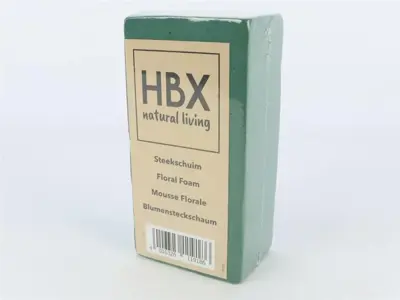 HBX
natural living
Steekschuim
Floral Foam
Mousse Florale
Blumensteckschaum